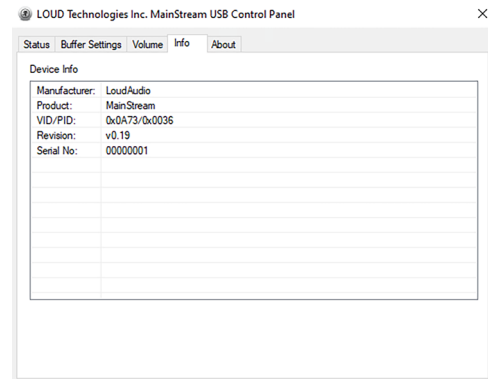 LOUD Technologies Inc. MainStream USB Control Panel
Status Buffer Settings Volume Info About
Device Info
Manufacturer: LoudAudio
Product: MainStream
VID/PID: 0x0A73/0x0036
Revision: v0.19
Serial No: 00000001